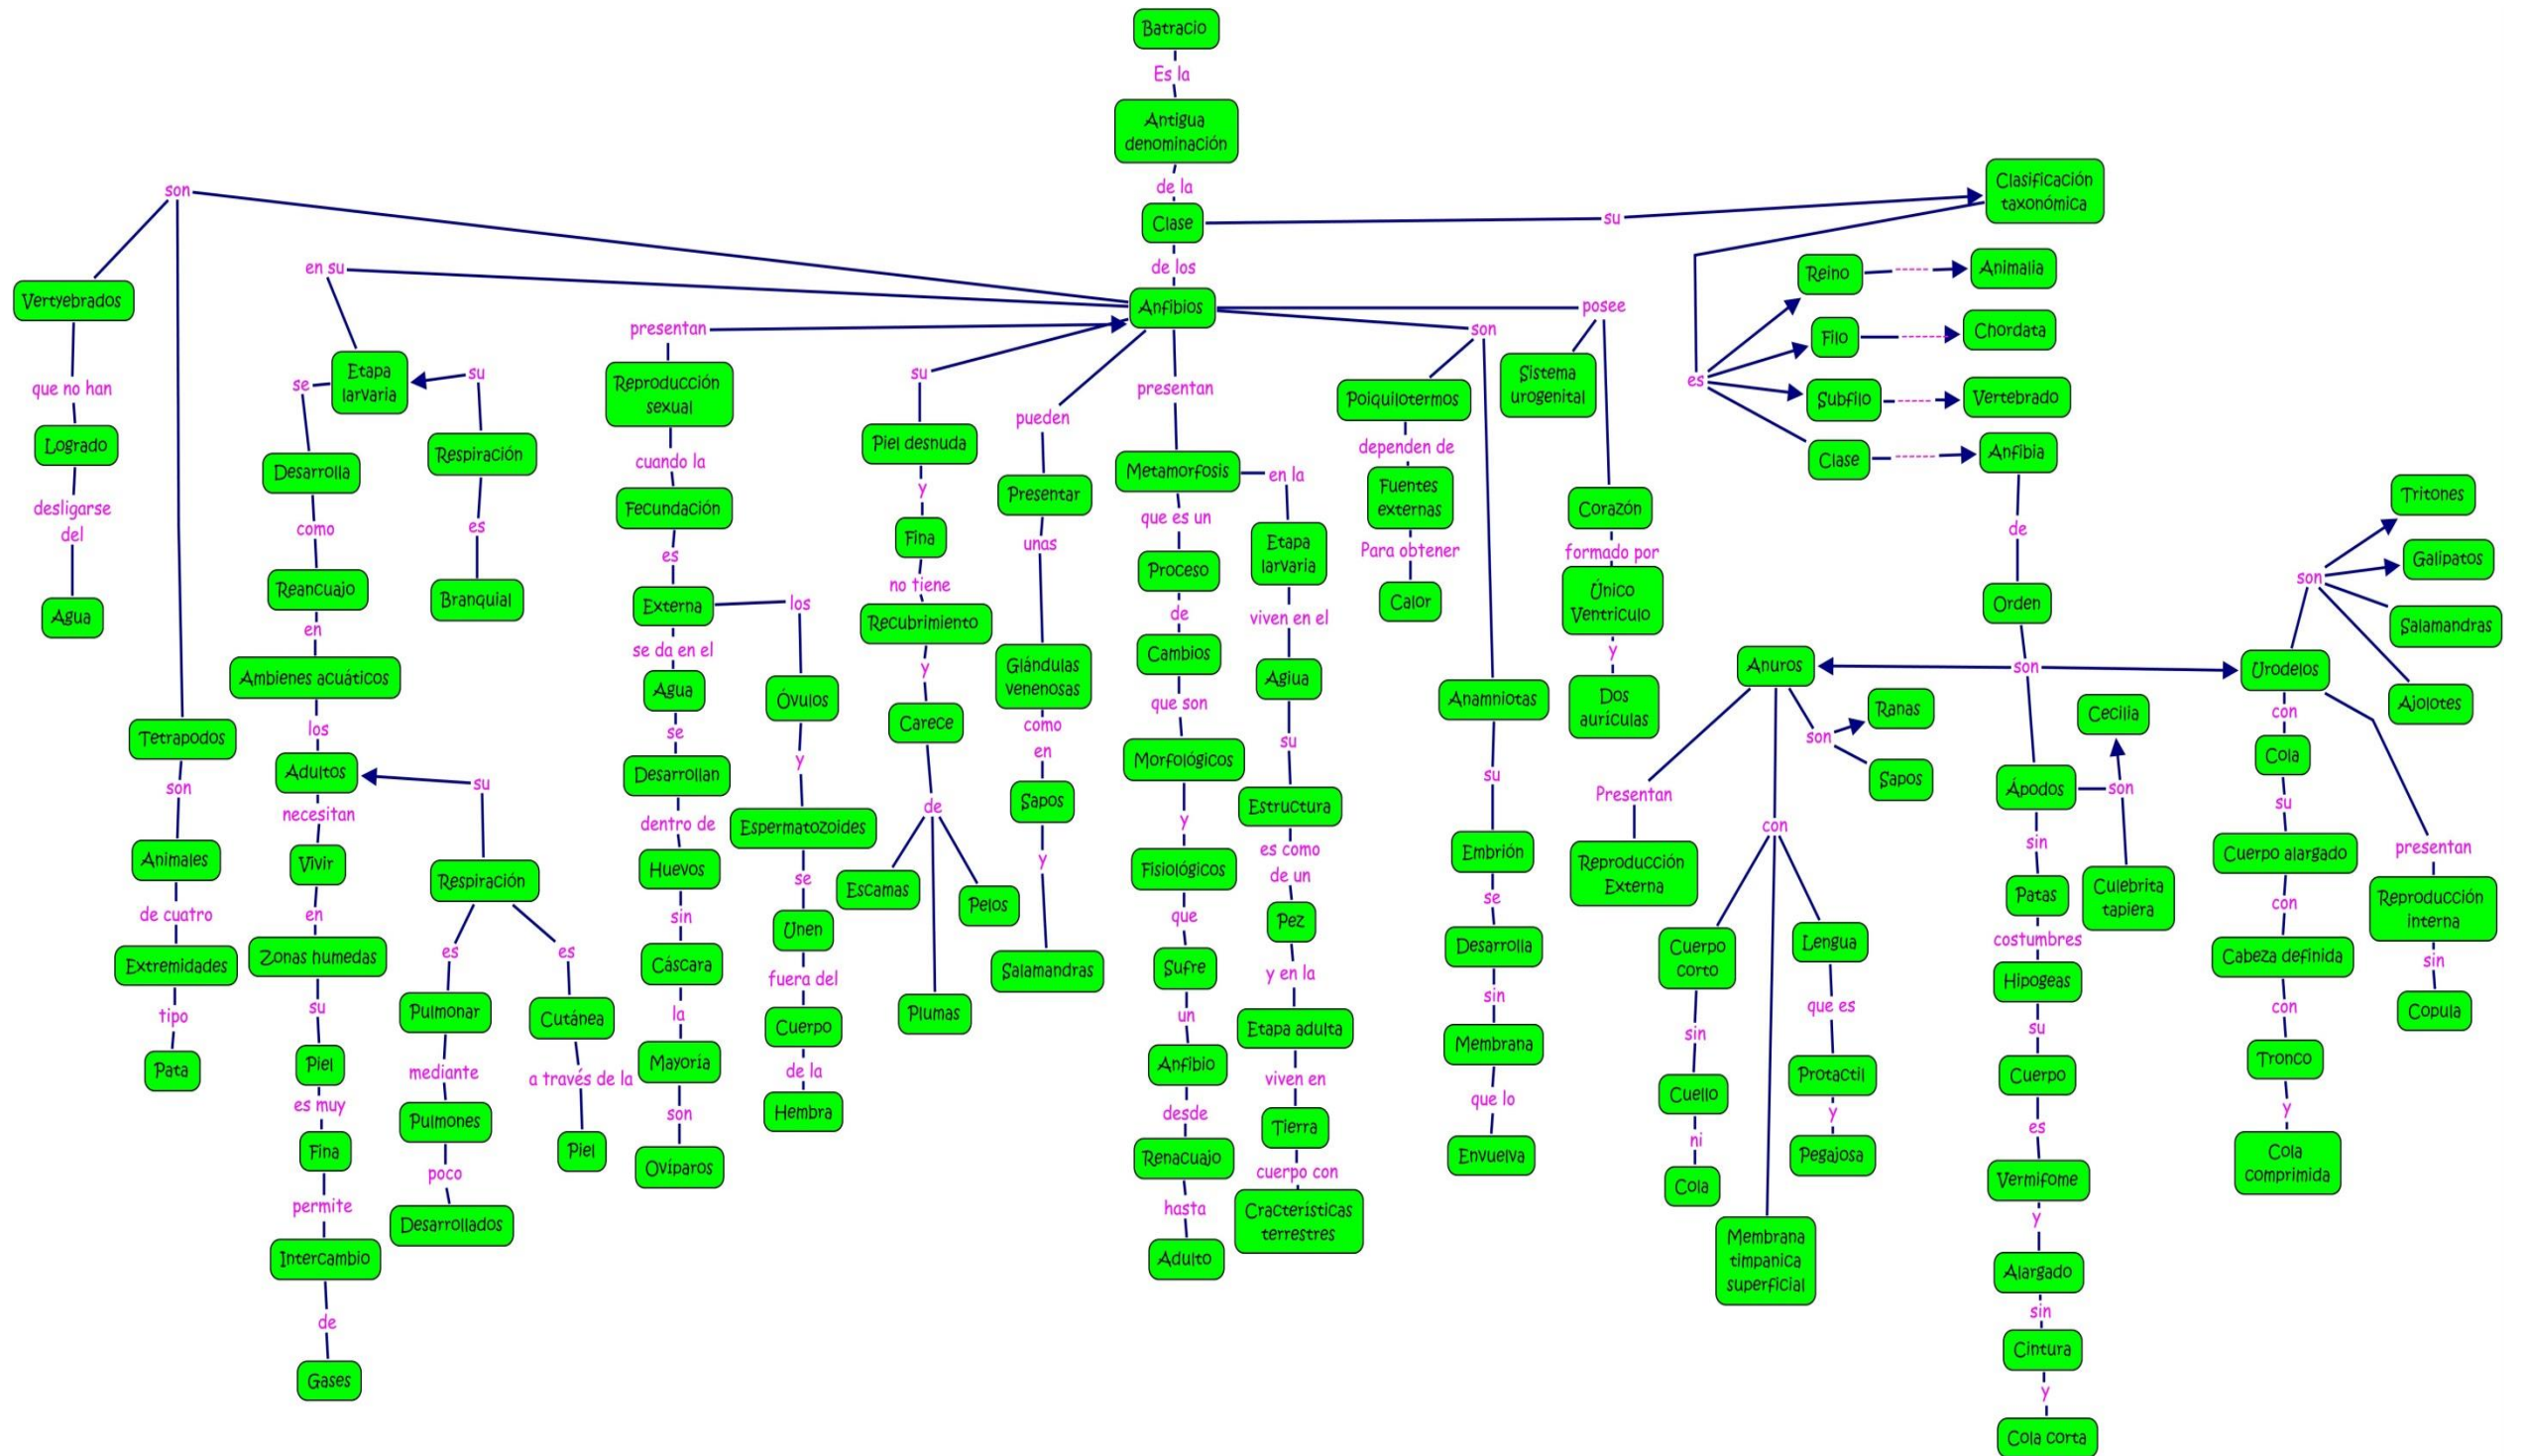 Batracio
Es la
Antigua
denominación
de la
Clase
de los
Anfibios
son
Vertyebrados
que no han
Logrado
desligarse
del
Agua
Tetrapodos
son
Animales
de cuatro
Extremidades
tipo
Pata
en su
Etapa
larvaria
se
Desarrolla
como
Reancuajo
en
Ambienes acuáticos
los
Adultos
necesitan
Vivir
en
Zonas humedas
su
Piel
es muy
Fina
permite
Intercambio
de
Gases
su
Respiración
es
Branquial
su
Respiración
es
Pulmonar
mediante
Pulmones
poco
Desarrollados
es
Cutánea
a través de la
Piel
presentan
Reproducción
sexual
cuando la
Fecundación
es
Externa
se da en el
Agua
se
Desarrollan
dentro de
Huevos
sin
Cáscara
la
Mayoría
son
Ovíparos
los
Óvulos
y
Espermatozoides
se
Unen
fuera del
Cuerpo
de la
Hembra
su
Piel desnuda
y
Fina
no tiene
Recubrimiento
y
Carece
de
Escamas
Plumas
Pelos
pueden
Presentar
unas
Glándulas
venenosas
como
en
Sapos
y
Salamandras
presentan
Metamorfosis
que es un
Proceso
de
Cambios
que son
Morfológicos
y
Fisiológicos
que
Sufre
un
Anfibio
desde
Renacuajo
hasta
Adulto
en la
Etapa
larvaria
viven en el
Agiua
su
Estructura
es como
de un
Pez
y en la
Etapa adulta
viven en
Tierra
cuerpo con
Cracterísticas
terrestres
son
Poiquilotermos
dependen de
Fuentes
externas
Para obtener
Calor
Anamniotas
su
Embrión
se
Desarrolla
sin
Membrana
que lo
Envuelva
posee
Sistema
urogenital
Corazón
formado por
Único
Ventriculo
y
Dos
aurículas
su
Clasificación
taxonómica
es
Reino
------
Animalia
Filo
--------
Chordata
Subfilo
------
Vertebrado
Clase
-------
Anfibia
de
Orden
son
Anuros
Presentan
Reproducción
Externa
con
Cuerpo
corto
sin
Cuello
ni
Cola
Membrana
timpanica
superficial
Lengua
que es
Protactil
y
Pegajosa
son
Ranas
Sapos
Ápodos
son
Cecilia
Culebrita
tapiera
sin
Patas
costumbres
Hipogeas
su
Cuerpo
es
Vermifome
y
Alargado
sin
Cintura
y
Cola corta
Urodelos
son
Tritones
Galipatos
Salamandras
Ajolotes
con
Cola
su
Cuerpo alargado
con
Cabeza definida
con
Tronco
y
Cola
comprimida
presentan
Reproducción
interna
sin
Copula